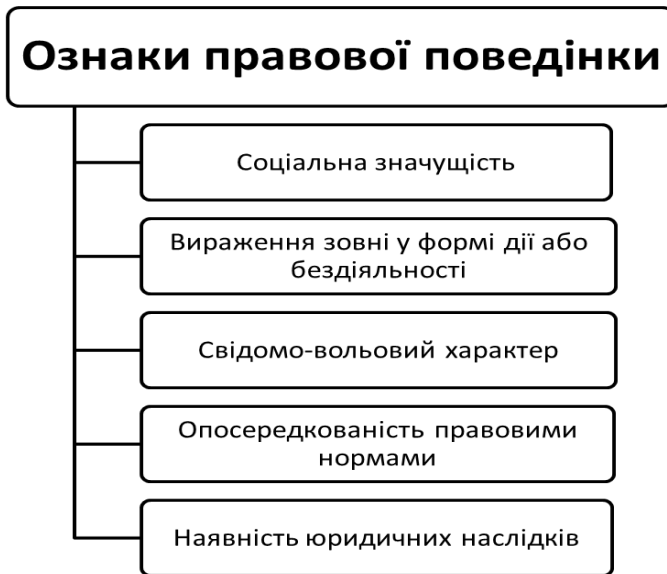 Ознаки правової поведінки
Соціальна значущість
Вираження зовні у формі дії або
бездіяльності
Свідомо-вольовий характер
Опосередкованість правовими
нормами
Наявність юридичних наслідків